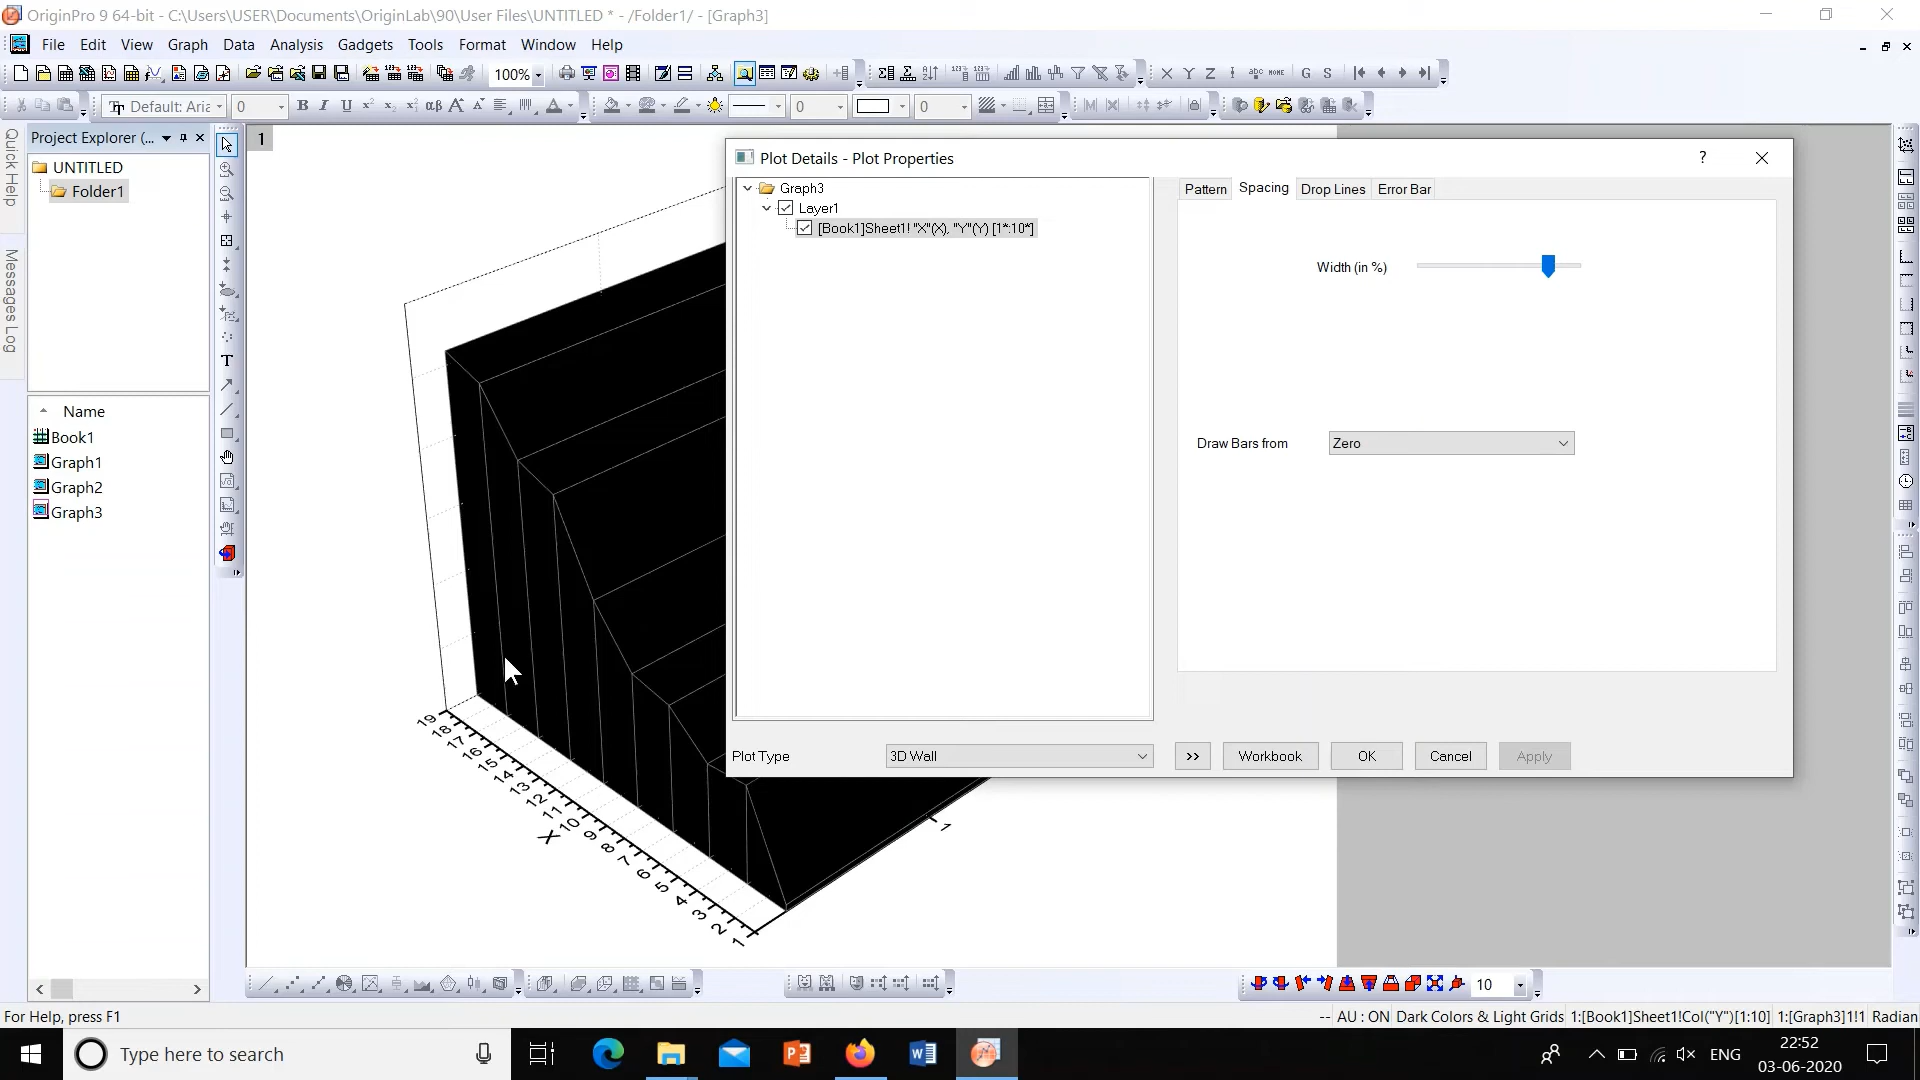 OriginPro 9 64-bit - C:\Users\USER\Documents\OriginLab\90\User Files\UNTITLED * - /Folder1/ - [Graph3]
File Edit View Graph Data Analysis Gadgets Tools Format Window Help
100%
Default: Aria 0 B I U αβ A 0 0
Project Explorer (...
1
Quick Help
Messages Log
UNTITLED
Folder1
Name
Book1
Graph1
Graph2
Graph3
Plot Details - Plot Properties
?
Graph3
Layer1
[Book1]Sheet1! "X"(X), "Y"(Y) [1*:10*]
Pattern Spacing Drop Lines Error Bar
Width (in %)
Draw Bars from Zero
Plot Type 3D Wall >> Workbook OK Cancel Apply
19 18 17 16 15 14 13 12 11 10 9 8 7 6 5 4 3 2 1
X
1
10
For Help, press F1
-- AU : ON Dark Colors & Light Grids 1:[Book1]Sheet1!Col("Y")[1:10] 1:[Graph3]1!1 Radian
Type here to search
ENG
22:52
03-06-2020